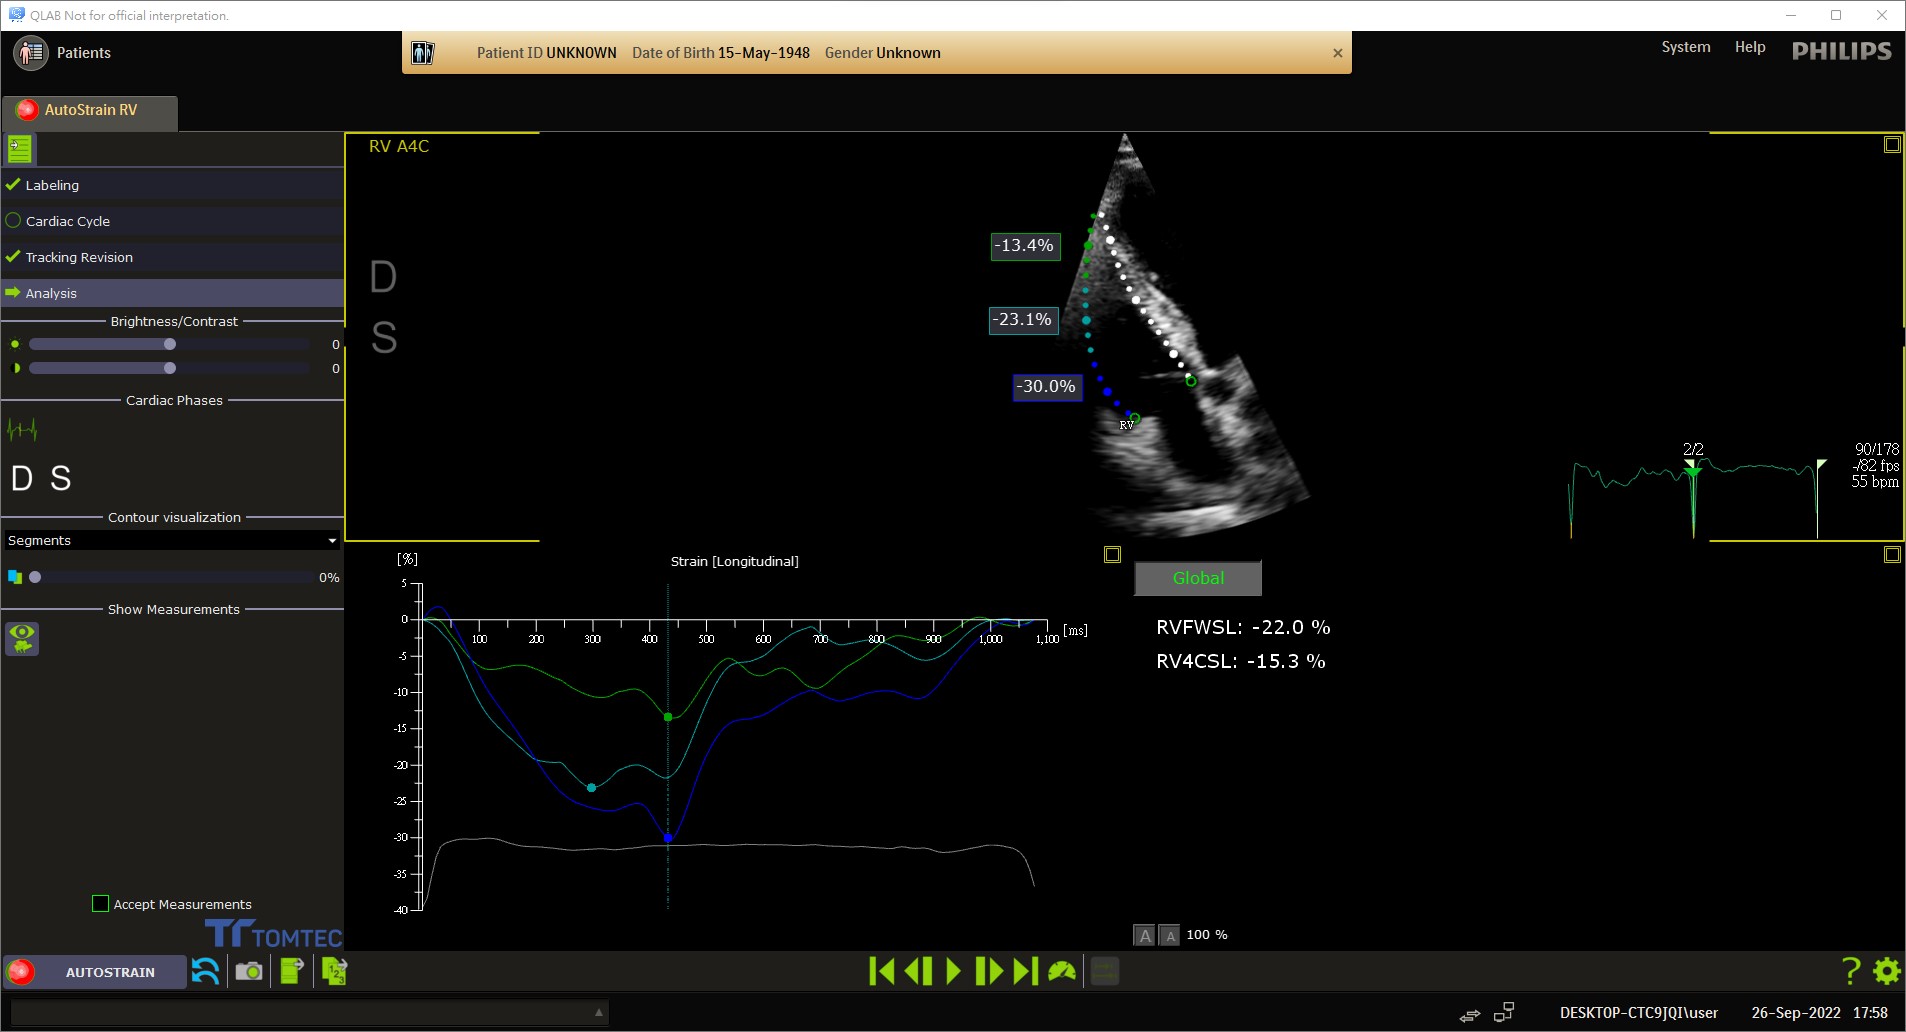 QLAB Not for official interpretation.
Patients
Patient ID UNKNOWN Date of Birth 15-May-1948 Gender Unknown
System Help PHILIPS
AutoStrain RV
Labeling
Cardiac Cycle
Tracking Revision
Analysis
Brightness/Contrast
0
0
Cardiac Phases
D S
Contour visualization
Segments
0%
Show Measurements
Accept Measurements
TOMTEC
RV A4C
D
S
-13.4%
-23.1%
-30.0%
RV
2/2
90/178
-/82 fps
55 bpm
[%]
Strain [Longitudinal]
5
0
-5
-10
-15
-20
-25
-30
-35
-40
100 200 300 400 500 600 700 800 900 1,000 1,100 [ms]
Global
RVFWSL: -22.0 %
RV4CSL: -15.3 %
A A 100 %
AUTOSTRAIN
1 2 3
?
DESKTOP-CTC9JQI\user 26-Sep-2022 17:58